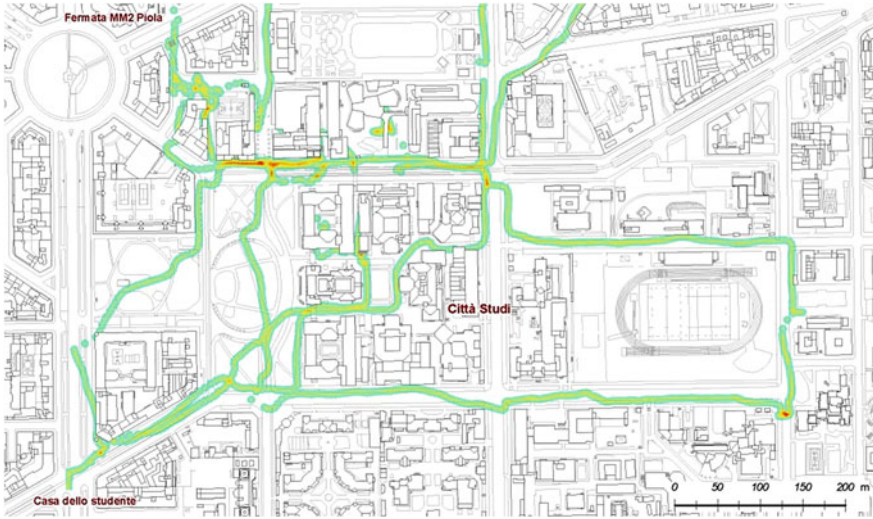 Fermata MM2 Piola
Città Studi
Casa dello studente
0 50 100 150 200 m